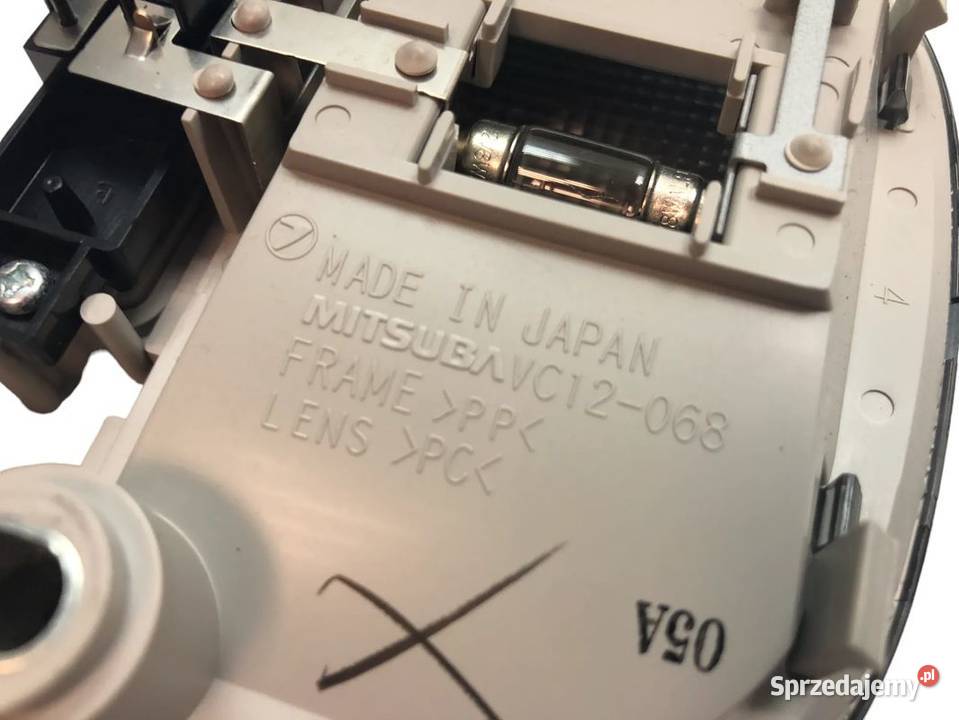 MADE IN JAPAN
MITSUBA VC12-068
FRAME >PP<
LENS >PC<
4
05A
Sprzedajemy.pl